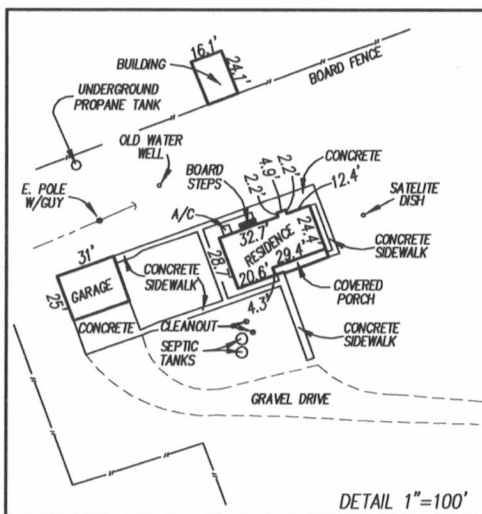 16.1'
24.1'
BUILDING
BOARD FENCE
UNDERGROUND
PROPANE TANK
OLD WATER
WELL
BOARD
STEPS
2.2'
4.9'
2.2'
CONCRETE
12.4'
E. POLE
W/GUY
A/C
32.7'
RESIDENCE
24.4'
SATELITE
DISH
31'
28.7'
20.6'
29.4'
CONCRETE
SIDEWALK
GARAGE
25'
CONCRETE
SIDEWALK
4.3'
COVERED
PORCH
CONCRETE
CLEANOUT
SEPTIC
TANKS
CONCRETE
SIDEWALK
GRAVEL DRIVE
DETAIL 1"=100'